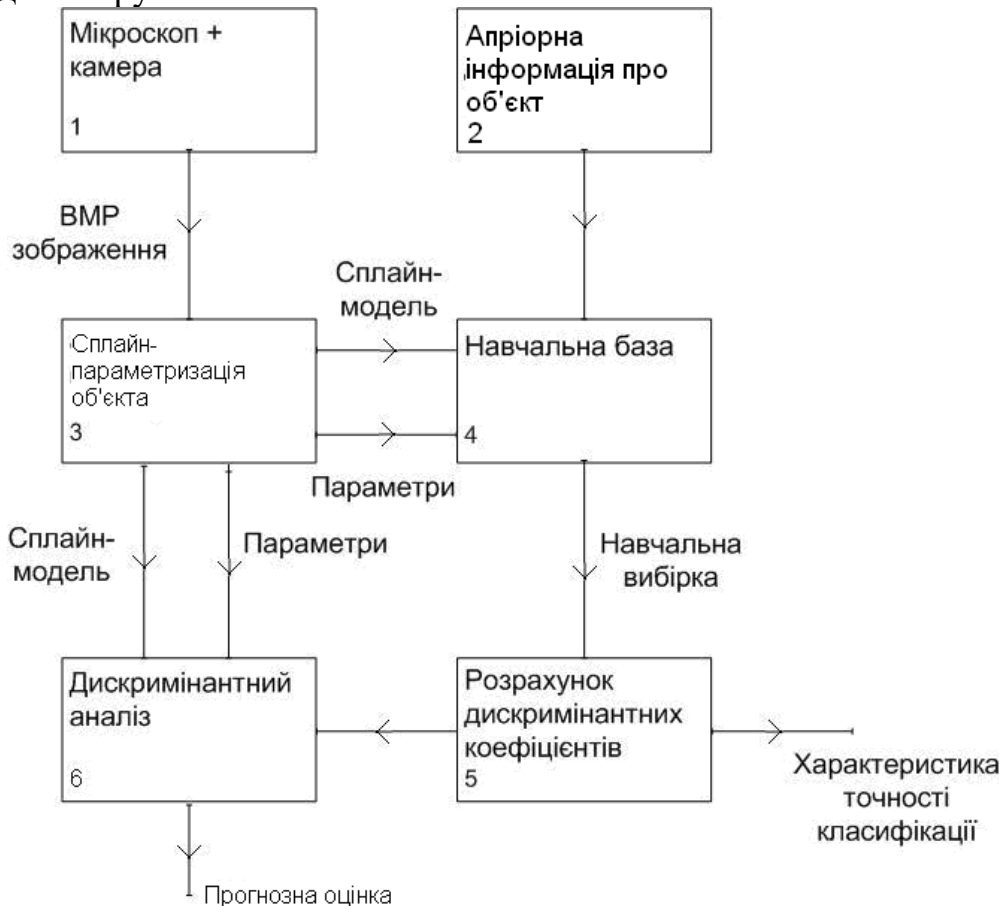 Мікроскоп +
камера
1
Апріорна
інформація про
об'єкт
2
BMP
зображення
Сплайн-
модель
Сплайн-
параметризація
об'єкта
3
Навчальна база
4
Параметри
Сплайн-
модель
Параметри
Навчальна
вибірка
Дискримінантний
аналіз
6
Розрахунок
дискримінантних
коефіцієнтів
5
Характеристика
точності
класифікації
Прогнозна оцінка